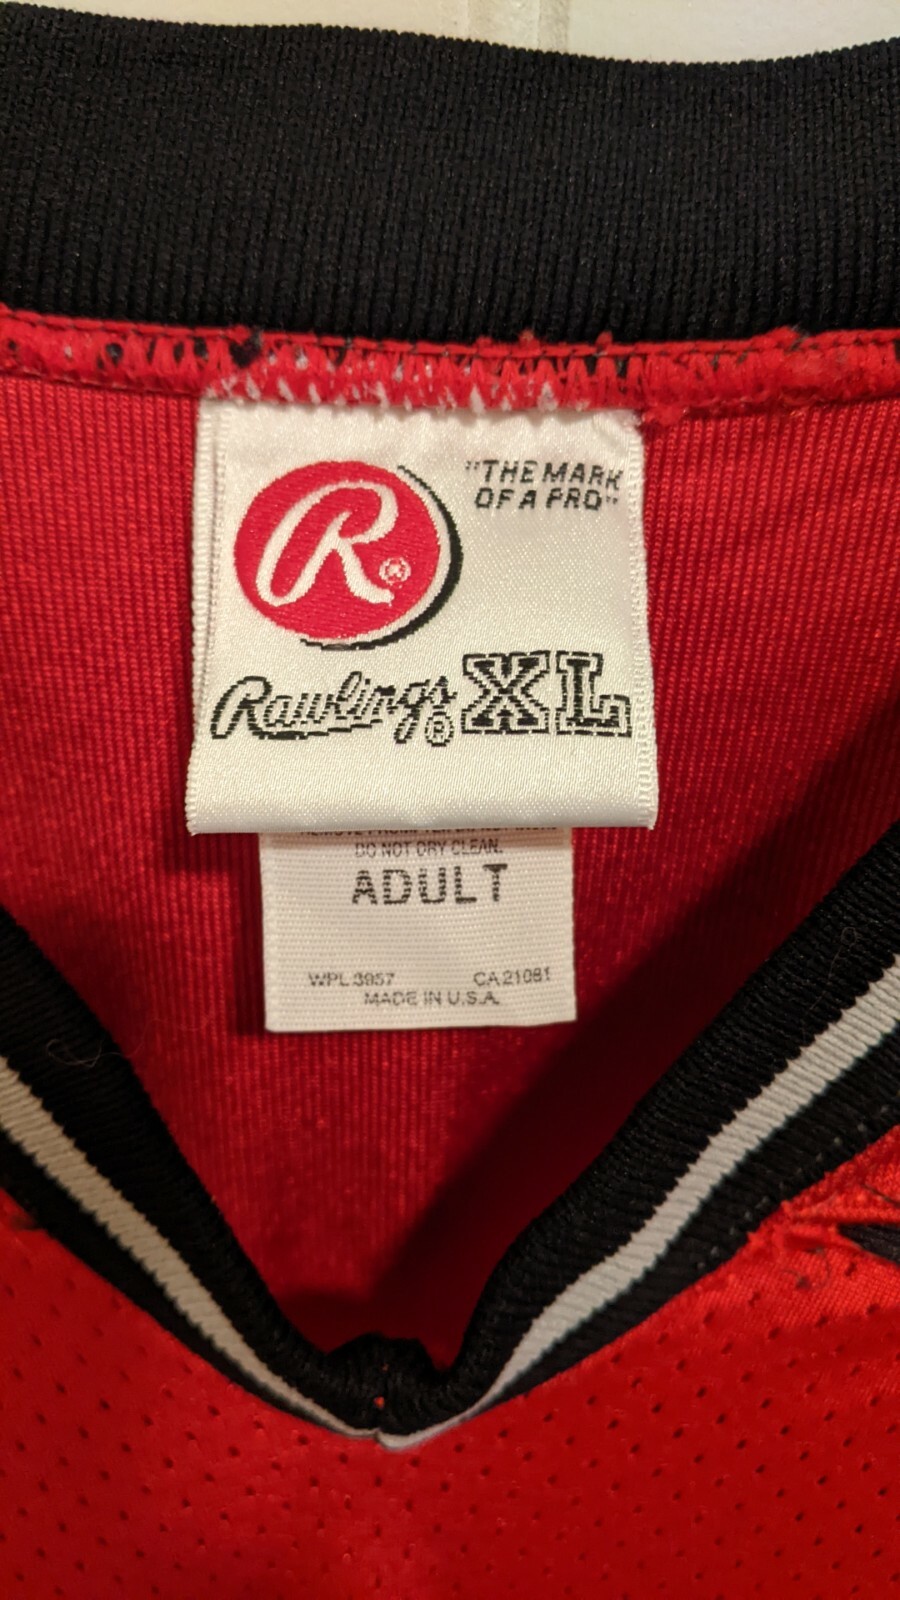 "THE MARK
OF A PRO"
R®
Rawlings® XL
DO NOT DRY CLEAN.
ADULT
WPL 3957 CA 21081
MADE IN U.S.A.